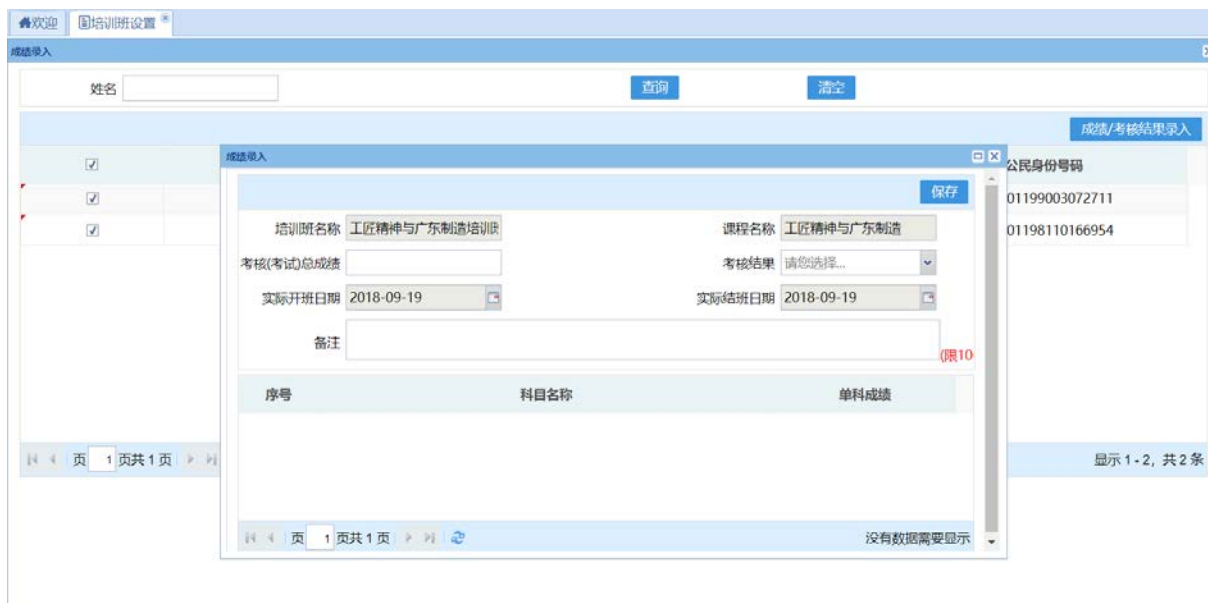 欢迎 培训班设置
成绩录入
姓名 查询 清空
成绩/考核结果录入
成绩录入
公民身份号码
保存
01199003072711
培训班名称 工匠精神与广东制造培训 课程名称 工匠精神与广东制造
01198110166954
考核(考试)总成绩 考核结果 请您选择...
实际开班日期 2018-09-19 实际结班日期 2018-09-19
备注
(限10
序号 科目名称 单科成绩
页 1 页共1页 显示1-2, 共2条
页 1 页共1页 没有数据需要显示